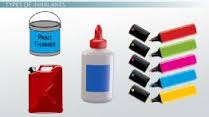 TYPES OF INHALANTS
PAINT
THINNER